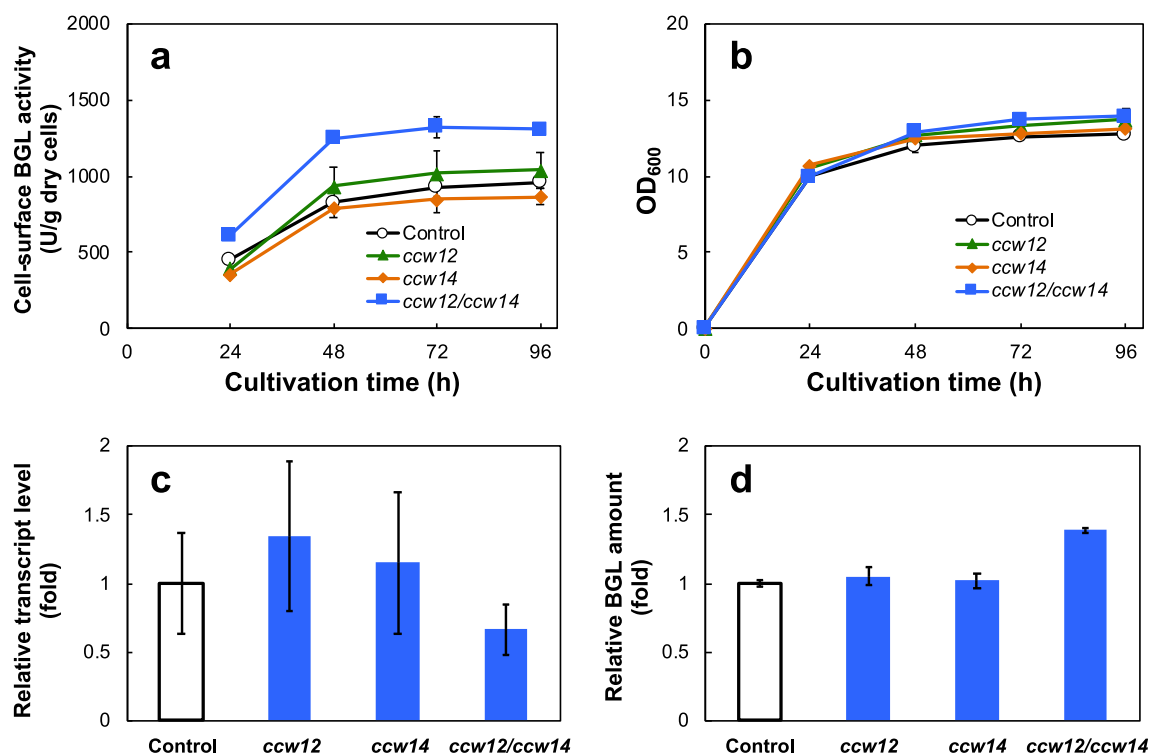 a
Cell-surface BGL activity
(U/g dry cells)
2000
1500
1000
500
0
0
24
48
72
96
Cultivation time (h)
Control
ccw12
ccw14
ccw12/ccw14
b
OD600
20
15
10
5
0
0
24
48
72
96
Cultivation time (h)
Control
ccw12
ccw14
ccw12/ccw14
c
Relative transcript level
(fold)
2
1.5
1
0.5
0
Control
ccw12
ccw14
ccw12/ccw14
d
Relative BGL amount
(fold)
2
1.5
1
0.5
0
Control
ccw12
ccw14
ccw12/ccw14